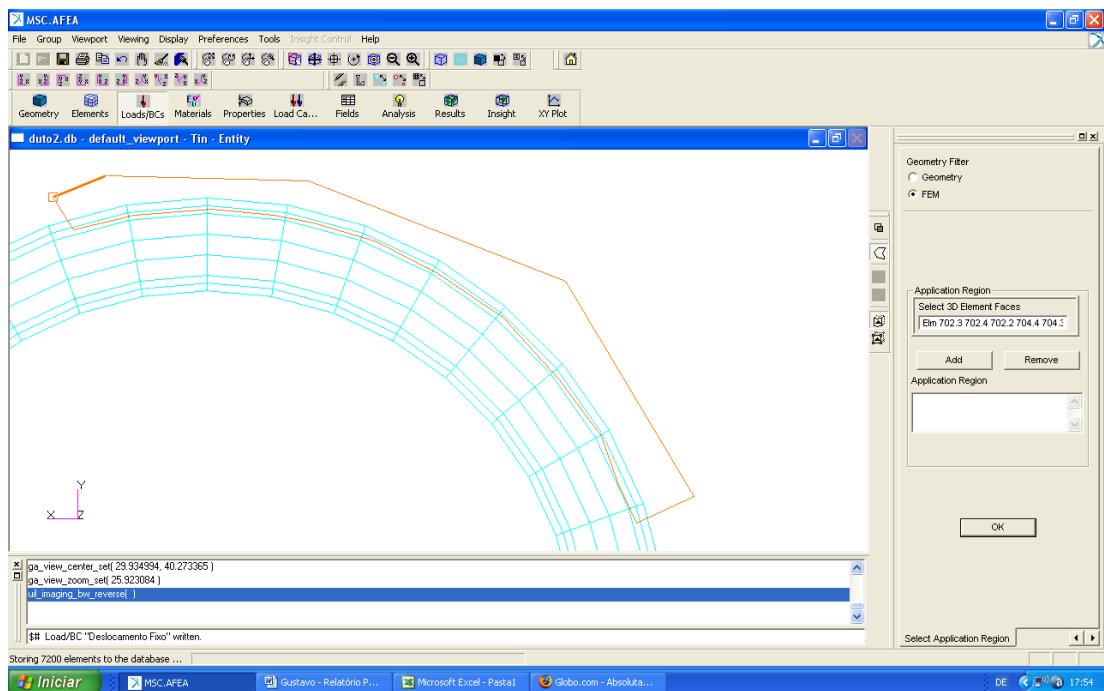 MSC.AFEA
File Group Viewport Viewing Display Preferences Tools Insight Control Help
Geometry Elements Loads/BCs Materials Properties Load Ca... Fields Analysis Results Insight XY Plot
duto2.db - default_viewport - Tin - Entity
Y
X Z
Geometry Filter
Geometry
FEM
Application Region
Select 3D Element Faces
Elm 702.3 702.4 702.2 704.4 704.3
Add Remove
Application Region
OK
Select Application Region
ga_view_center_set( 29.934994, 40.273365 )
ga_view_zoom_set( 25.923084 )
uil_imaging_bw_reverse( )
$# Load/BC "Deslocamento Fixo" written.
Storing 7200 elements to the database ...
Iniciar MSC.AFEA Gustavo - Relatório P... Microsoft Excel - Pasta1 Globo.com - Absoluta... DE 17:54